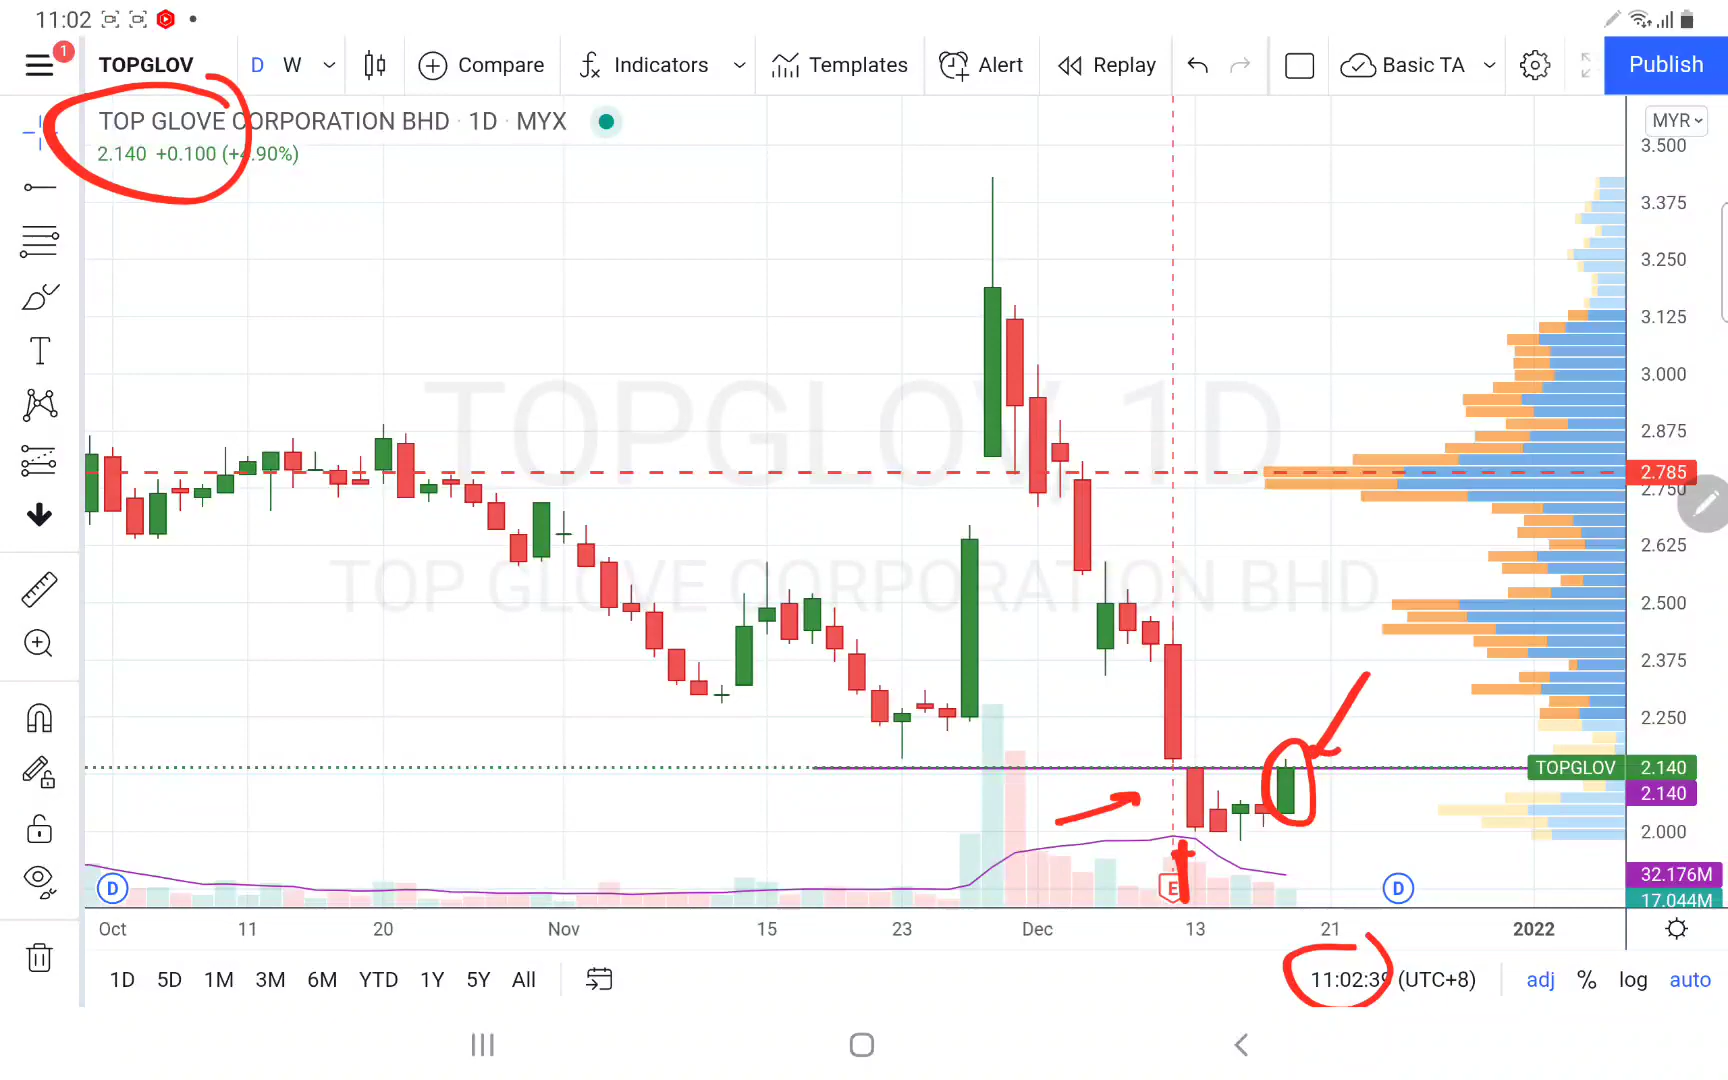 11:02
1 TOPGLOV D W Compare Indicators Templates Alert Replay Basic TA Publish
TOP GLOVE CORPORATION BHD · 1D · MYX
2.140 +0.100 (+4.90%)
MYR
3.500
3.375
3.250
3.125
3.000
2.875
2.785
2.750
2.625
2.500
2.375
2.250
TOPGLOV 2.140
2.140
2.000
32.176M
17.044M
TOPGLOV, 1D
TOP GLOVE CORPORATION BHD
D E D
Oct 11 20 Nov 15 23 Dec 13 21 2022
1D 5D 1M 3M 6M YTD 1Y 5Y All 11:02:39 (UTC+8) adj % log auto